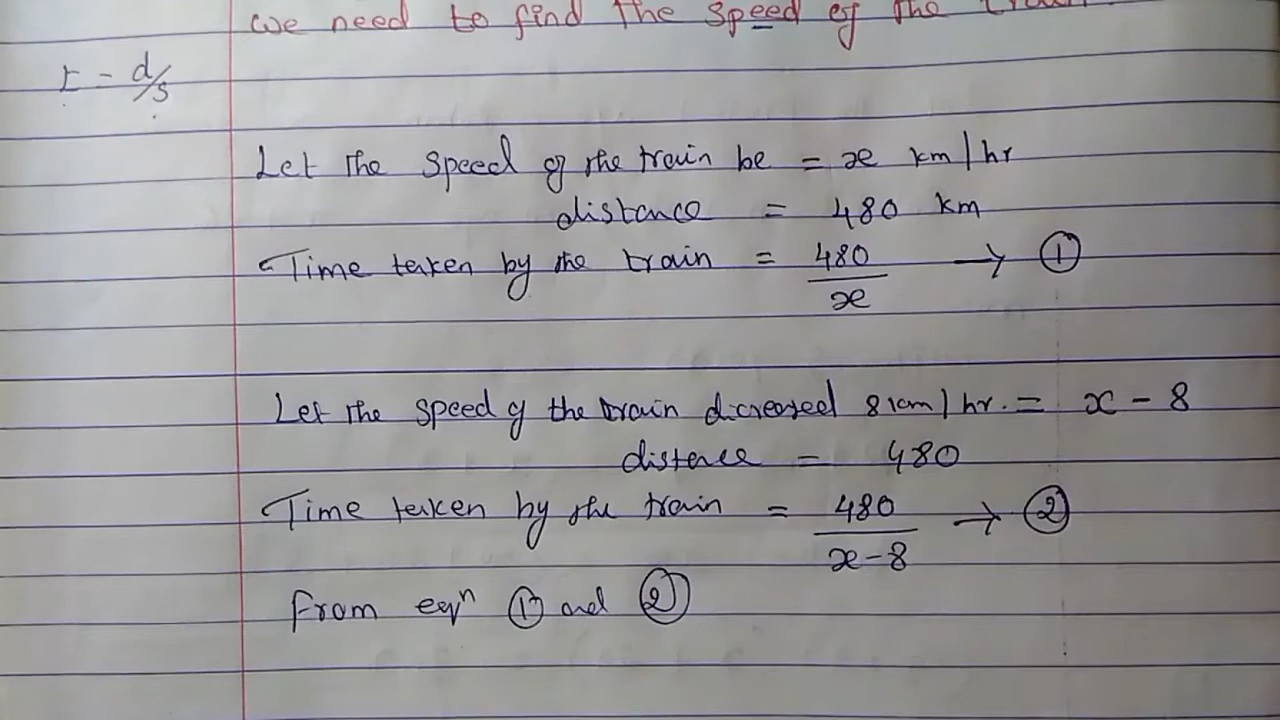 we need to find the speed of the train
t = d/s
Let the speed of the train be = x km/hr
distance = 480 km
Time taken by the train = 480/x → ①
Let the speed of the train dicreased 8 km/hr. = x - 8
distance = 480
Time taken by the train = 480/x-8 → ②
From eqⁿ ① and ②